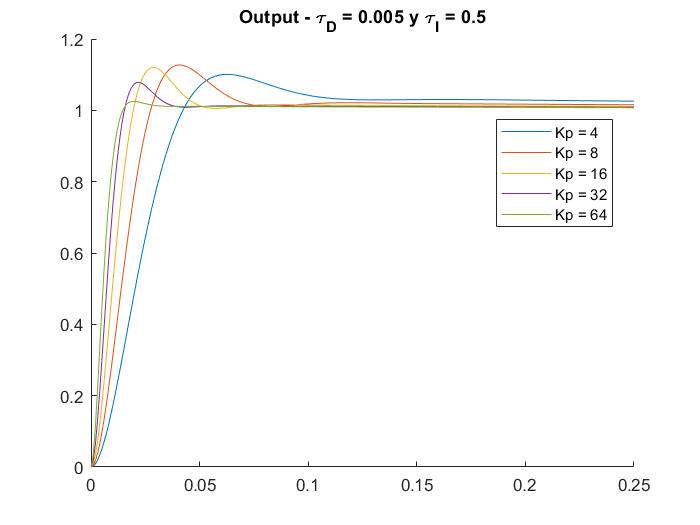 Output - τD = 0.005 y τI = 0.5
1.2
1
0.8
0.6
0.4
0.2
0
0 0.05 0.1 0.15 0.2 0.25
Kp = 4
Kp = 8
Kp = 16
Kp = 32
Kp = 64